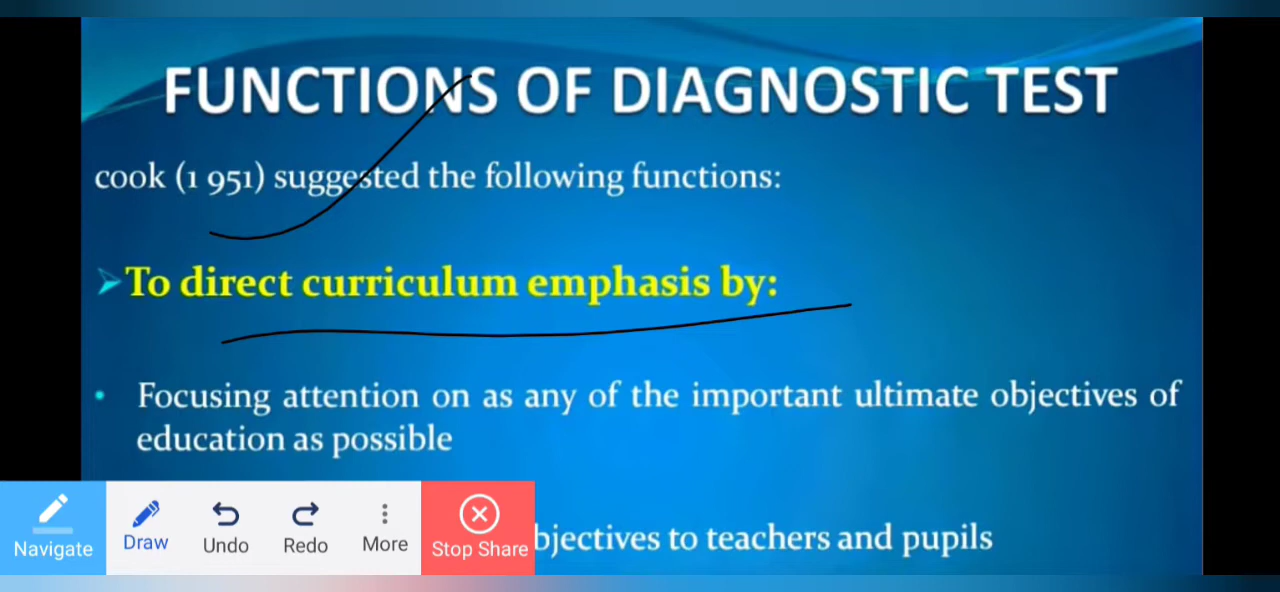 FUNCTIONS OF DIAGNOSTIC TEST
cook (1 951) suggested the following functions:
➢To direct curriculum emphasis by:
• Focusing attention on as any of the important ultimate objectives of
education as possible
bjectives to teachers and pupils
Navigate
Draw
Undo
Redo
More
Stop Share